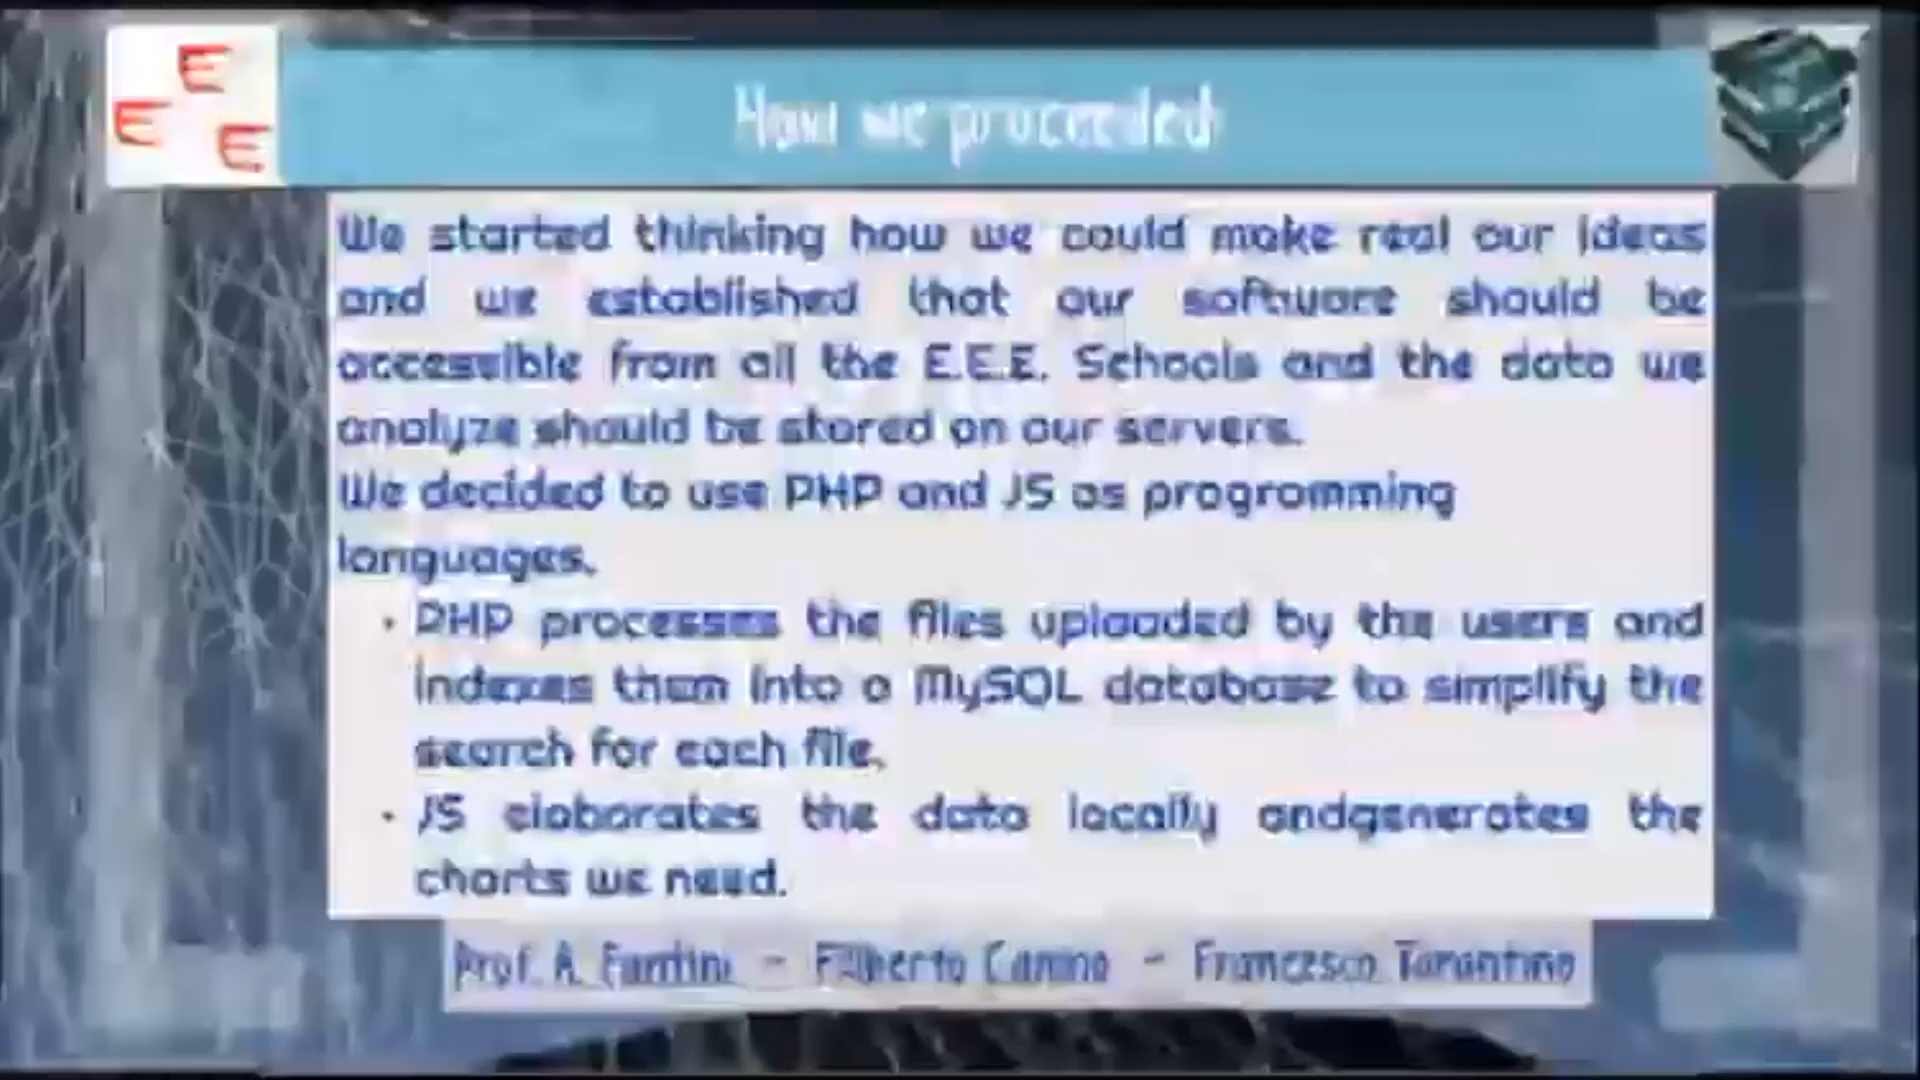 E
E
E
How we proceeded
We started thinking how we could make real our ideas
and we established that our software should be
accessible from all the E.E.E. Schools and the data we
analyze should be stored on our servers.
We decided to use PHP and JS as programming
languages.
• PHP processes the files uploaded by the users and
indexes them into a MySQL database to simplify the
search for each file.
• JS elaborates the data locally andgenerates the
charts we need.
Prof. A. Fantini - Filiberto Canino - Francesco Tarantino